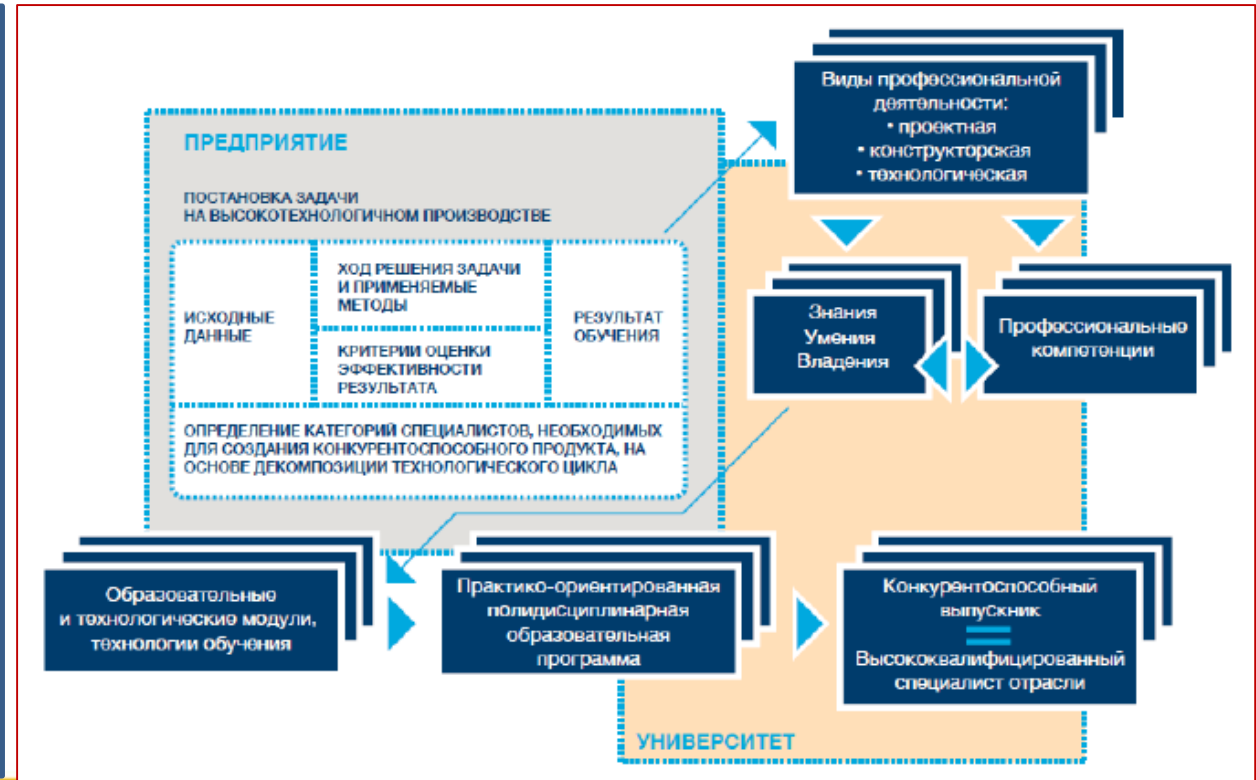 Виды профессиональной
деятельности:
• проектная
• конструкторская
• технологическая
ПРЕДПРИЯТИЕ
ПОСТАНОВКА ЗАДАЧИ
НА ВЫСОКОТЕХНОЛОГИЧНОМ ПРОИЗВОДСТВЕ
ИСХОДНЫЕ
ДАННЫЕ
ХОД РЕШЕНИЯ ЗАДАЧИ
И ПРИМЕНЯЕМЫЕ
МЕТОДЫ
КРИТЕРИИ ОЦЕНКИ
ЭФФЕКТИВНОСТИ
РЕЗУЛЬТАТА
РЕЗУЛЬТАТ
ОБУЧЕНИЯ
ОПРЕДЕЛЕНИЕ КАТЕГОРИЙ СПЕЦИАЛИСТОВ, НЕОБХОДИМЫХ
ДЛЯ СОЗДАНИЯ КОНКУРЕНТОСПОСОБНОГО ПРОДУКТА, НА
ОСНОВЕ ДЕКОМПОЗИЦИИ ТЕХНОЛОГИЧЕСКОГО ЦИКЛА
Знания
Умения
Владения
Профессиональные
компетенции
Образовательные
и технологические модули,
технологии обучения
Практико-ориентированная
полидисциплинарная
образовательная
программа
Конкурентоспособный
выпускник
=
Высококвалифицированный
специалист отрасли
УНИВЕРСИТЕТ